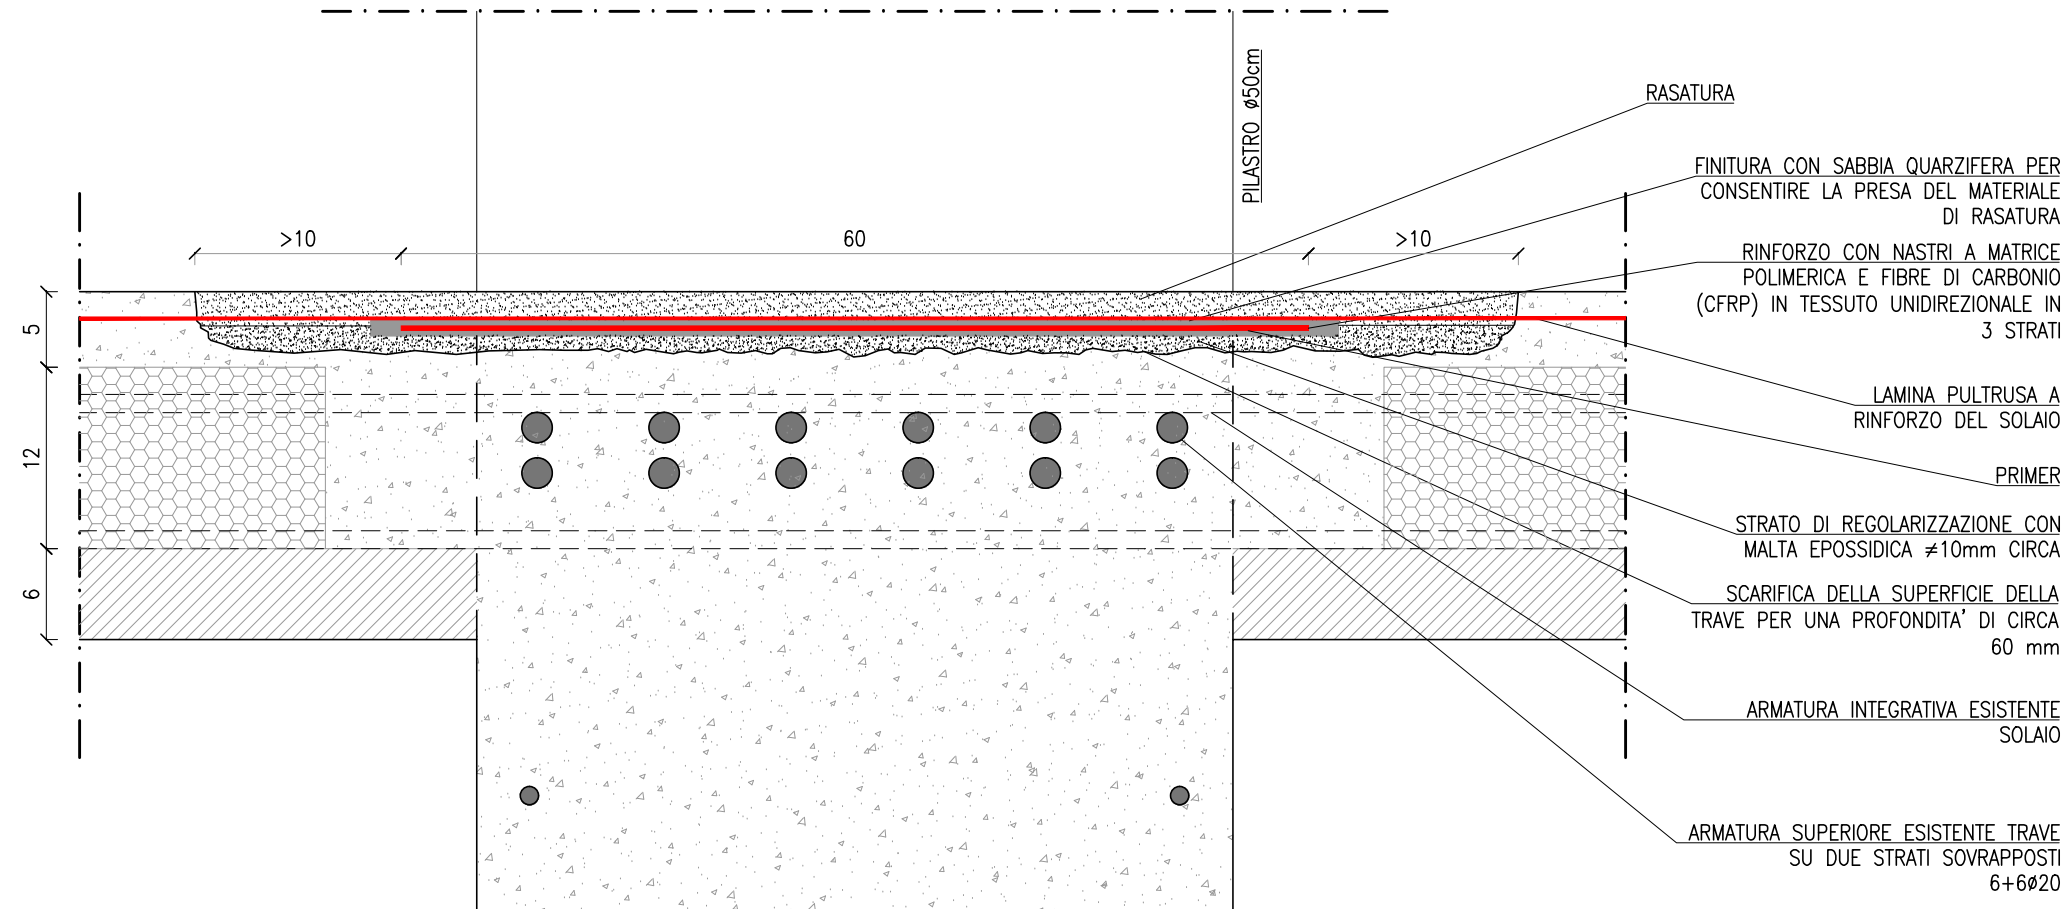 PILASTRO ø50cm
RASATURA
FINITURA CON SABBIA QUARZIFERA PER
CONSENTIRE LA PRESA DEL MATERIALE
DI RASATURA
>10
60
>10
RINFORZO CON NASTRI A MATRICE
POLIMERICA E FIBRE DI CARBONIO
(CFRP) IN TESSUTO UNIDIREZIONALE IN
3 STRATI
5
LAMINA PULTRUSA A
RINFORZO DEL SOLAIO
12
PRIMER
STRATO DI REGOLARIZZAZIONE CON
MALTA EPOSSIDICA ≠10mm CIRCA
6
SCARIFICA DELLA SUPERFICIE DELLA
TRAVE PER UNA PROFONDITA' DI CIRCA
60 mm
ARMATURA INTEGRATIVA ESISTENTE
SOLAIO
ARMATURA SUPERIORE ESISTENTE TRAVE
SU DUE STRATI SOVRAPPOSTI
6+6ø20